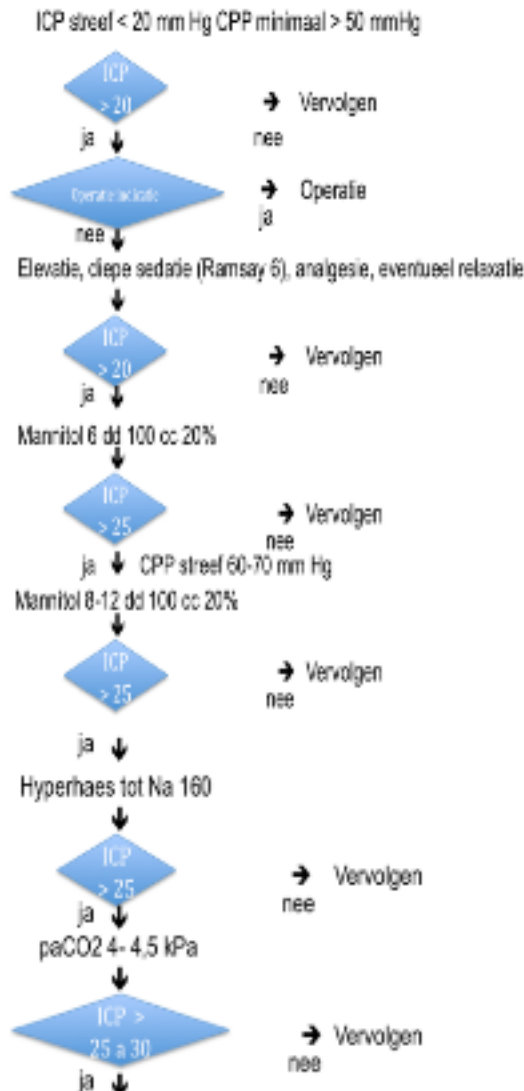 ICP streef < 20 mm Hg CPP minimaal > 50 mmHg
ICP
> 20
➔ Vervolgen
ja
nee
Operatie indicatie
➔ Operatie
ja
nee
Elevatie, diepe sedatie (Ramsay 6), analgesie, eventueel relaxatie
ICP
> 20
➔ Vervolgen
ja
nee
Mannitol 6 dd 100 cc 20%
ICP
> 25
➔ Vervolgen
nee
ja CPP streef 60-70 mm Hg
Mannitol 8-12 dd 100 cc 20%
ICP
> 25
➔ Vervolgen
nee
ja
Hyperhaes tot Na 160
ICP
> 25
➔ Vervolgen
nee
ja
paCO2 4- 4,5 kPa
ICP >
25 a 30
➔ Vervolgen
nee
ja